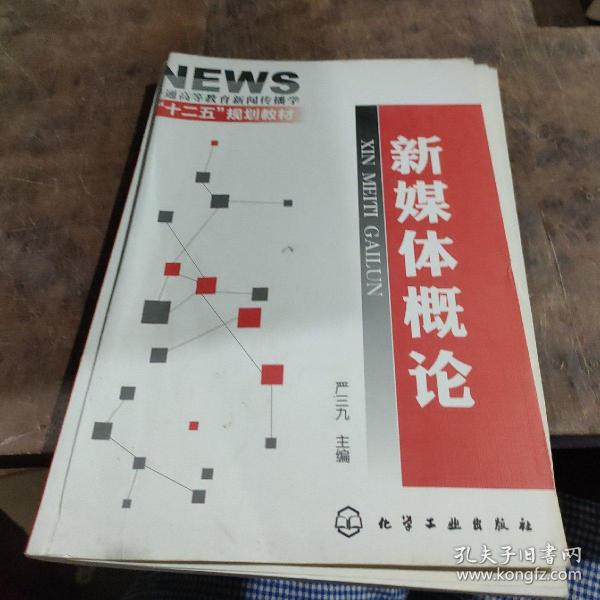 NEWS
通高等教育新闻传播学
“十二五”规划教材
新媒体概论
XIN MEITI GAILUN
严三九 主编
化学工业出版社
孔夫子旧书网
www.kongfz.com